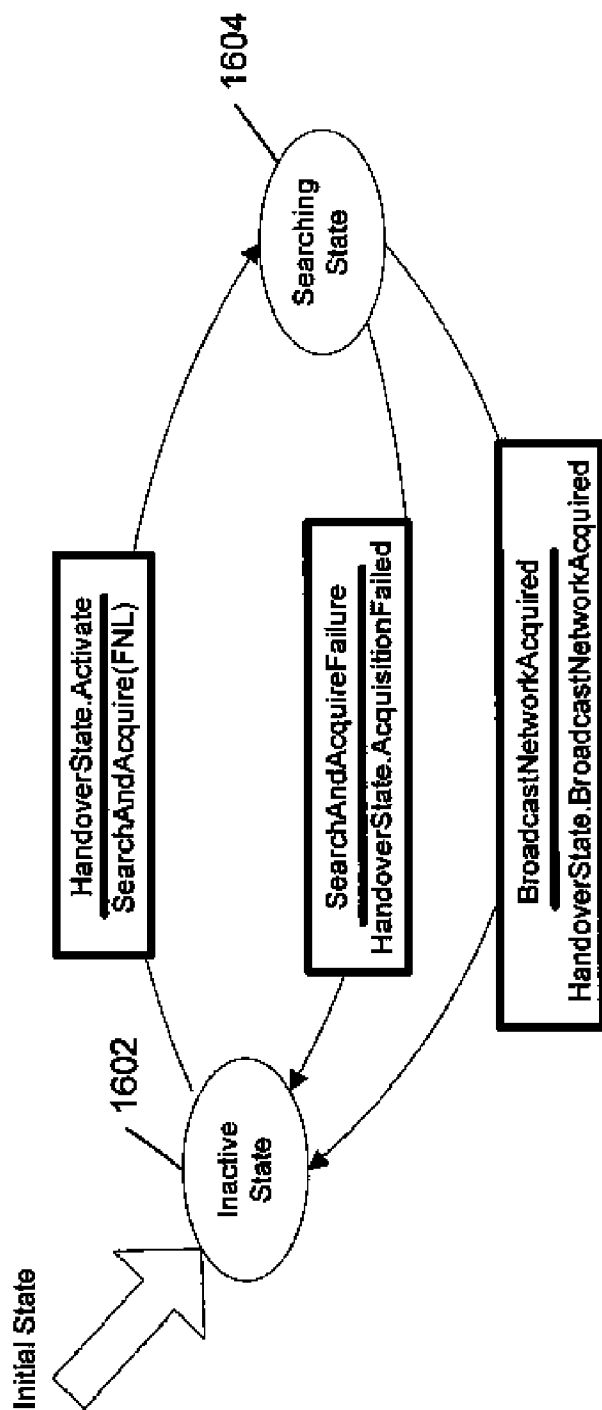 Initial State
1602
Inactive
State
HandoverState.Activate
SearchAndAcquire(FNL)
SearchAndAcquireFailure
HandoverState.AcquisitionFailed
BroadcastNetworkAcquired
HandoverState.BroadcastNetworkAcquired
1604
Searching
State